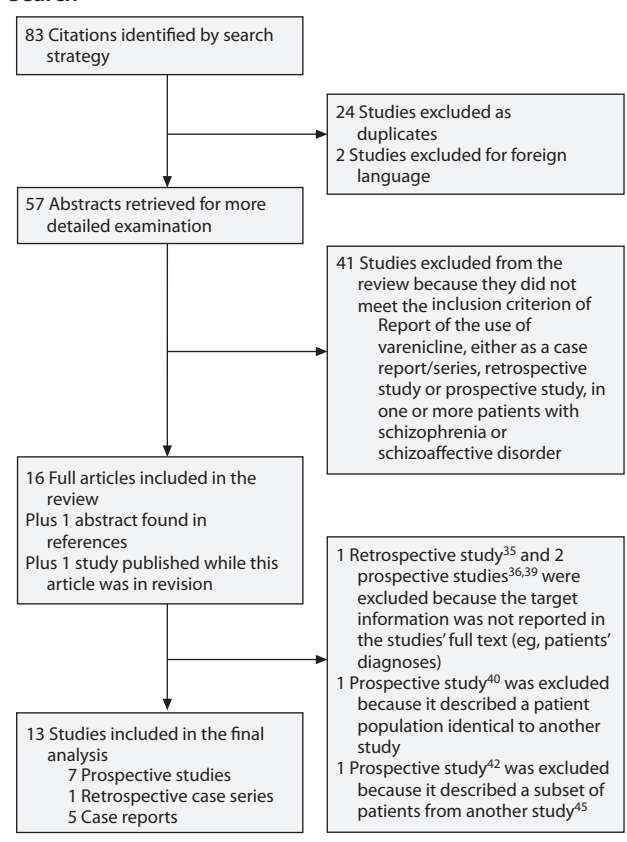 83 Citations identified by search
strategy
24 Studies excluded as
duplicates
2 Studies excluded for foreign
language
57 Abstracts retrieved for more
detailed examination
41 Studies excluded from the
review because they did not
meet the inclusion criterion of
Report of the use of
varenicline, either as a case
report/series, retrospective
study or prospective study, in
one or more patients with
schizophrenia or
schizoaffective disorder
16 Full articles included in the
review
Plus 1 abstract found in
references
Plus 1 study published while this
article was in revision
1 Retrospective study35 and 2
prospective studies36,39 were
excluded because the target
information was not reported in
the studies' full text (eg, patients'
diagnoses)
1 Prospective study40 was excluded
because it described a patient
population identical to another
study
1 Prospective study42 was excluded
because it described a subset of
patients from another study45
13 Studies included in the final
analysis
7 Prospective studies
1 Retrospective case series
5 Case reports